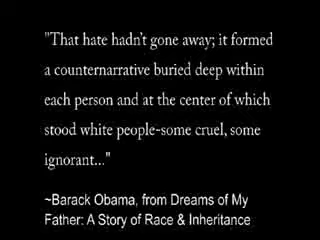 "That hate hadn't gone away; it formed
a counternarrative buried deep within
each person and at the center of which
stood white people-some cruel, some
ignorant..."
~Barack Obama, from Dreams of My
Father: A Story of Race & Inheritance